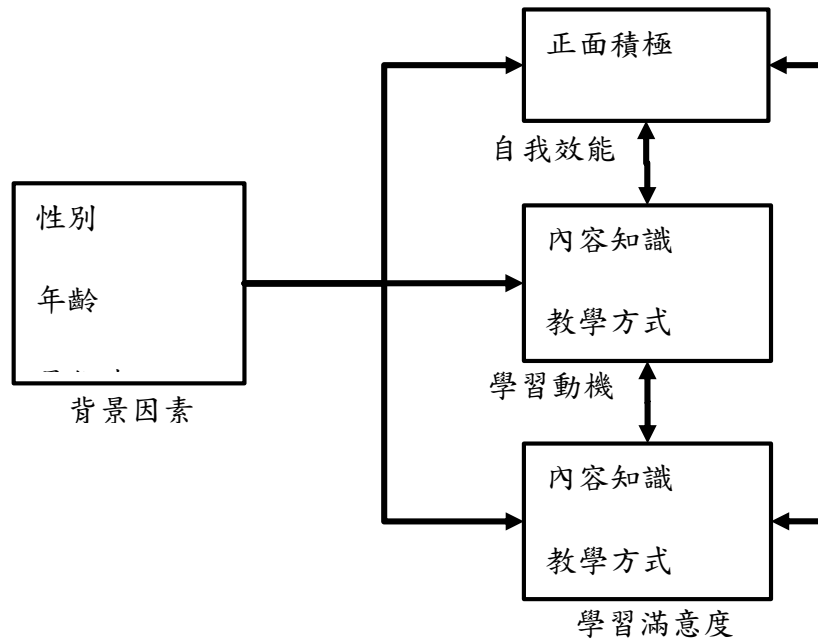 正面積極
自我效能
性別
年齡
背景因素
內容知識
教學方式
學習動機
內容知識
教學方式
學習滿意度